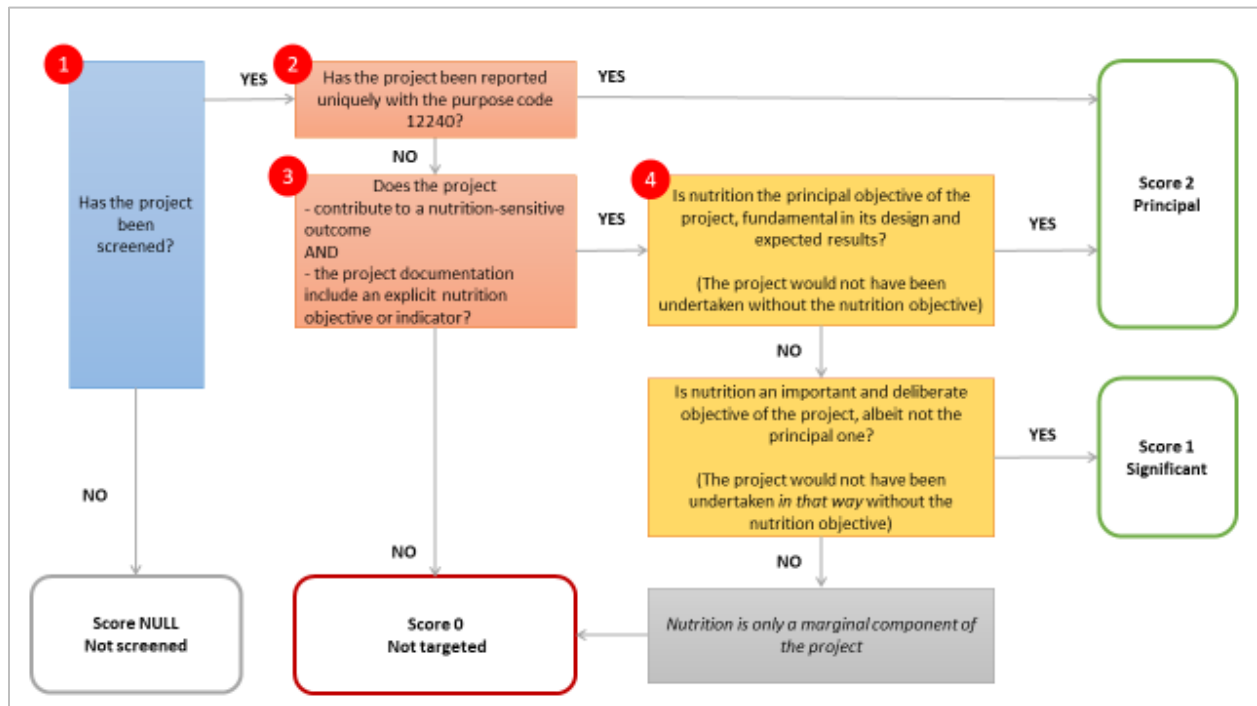 1
YES
2
Has the project been reported
uniquely with the purpose code
12240?
YES
NO
Has the project
been
screened?
3
Does the project
- contribute to a nutrition-sensitive
outcome
AND
- the project documentation
include an explicit nutrition
objective or indicator?
YES
4
Is nutrition the principal objective of
the project, fundamental in its design and
expected results?
(The project would not have been
undertaken without the nutrition objective)
YES
Score 2
Principal
NO
Is nutrition an important and deliberate
objective of the project, albeit not the
principal one?
(The project would not have been
undertaken in that way without the
nutrition objective)
YES
Score 1
Significant
NO
NO
NO
Score NULL
Not screened
Score 0
Not targeted
Nutrition is only a marginal component of
the project